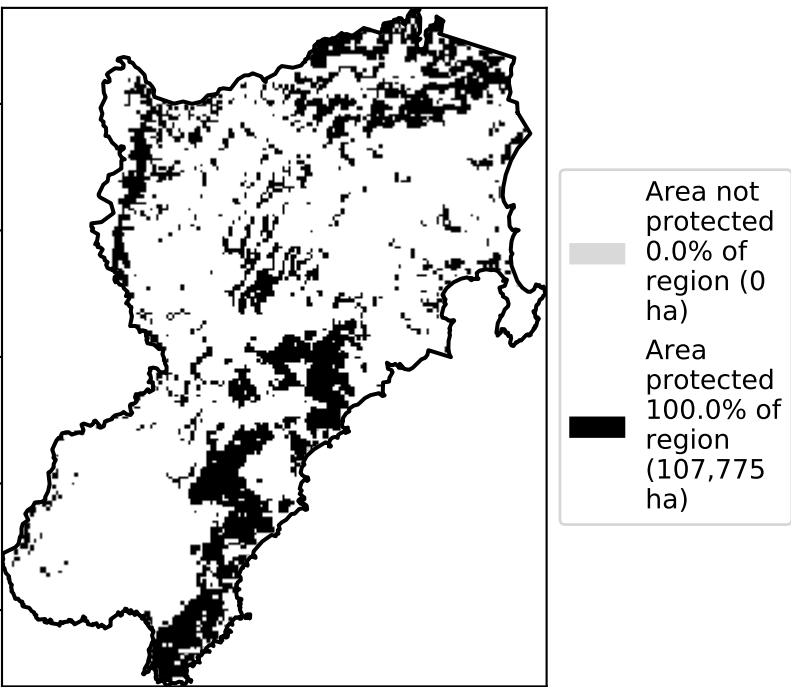 Area not
protected
0.0% of
region (0
ha)
Area
protected
100.0% of
region
(107,775
ha)